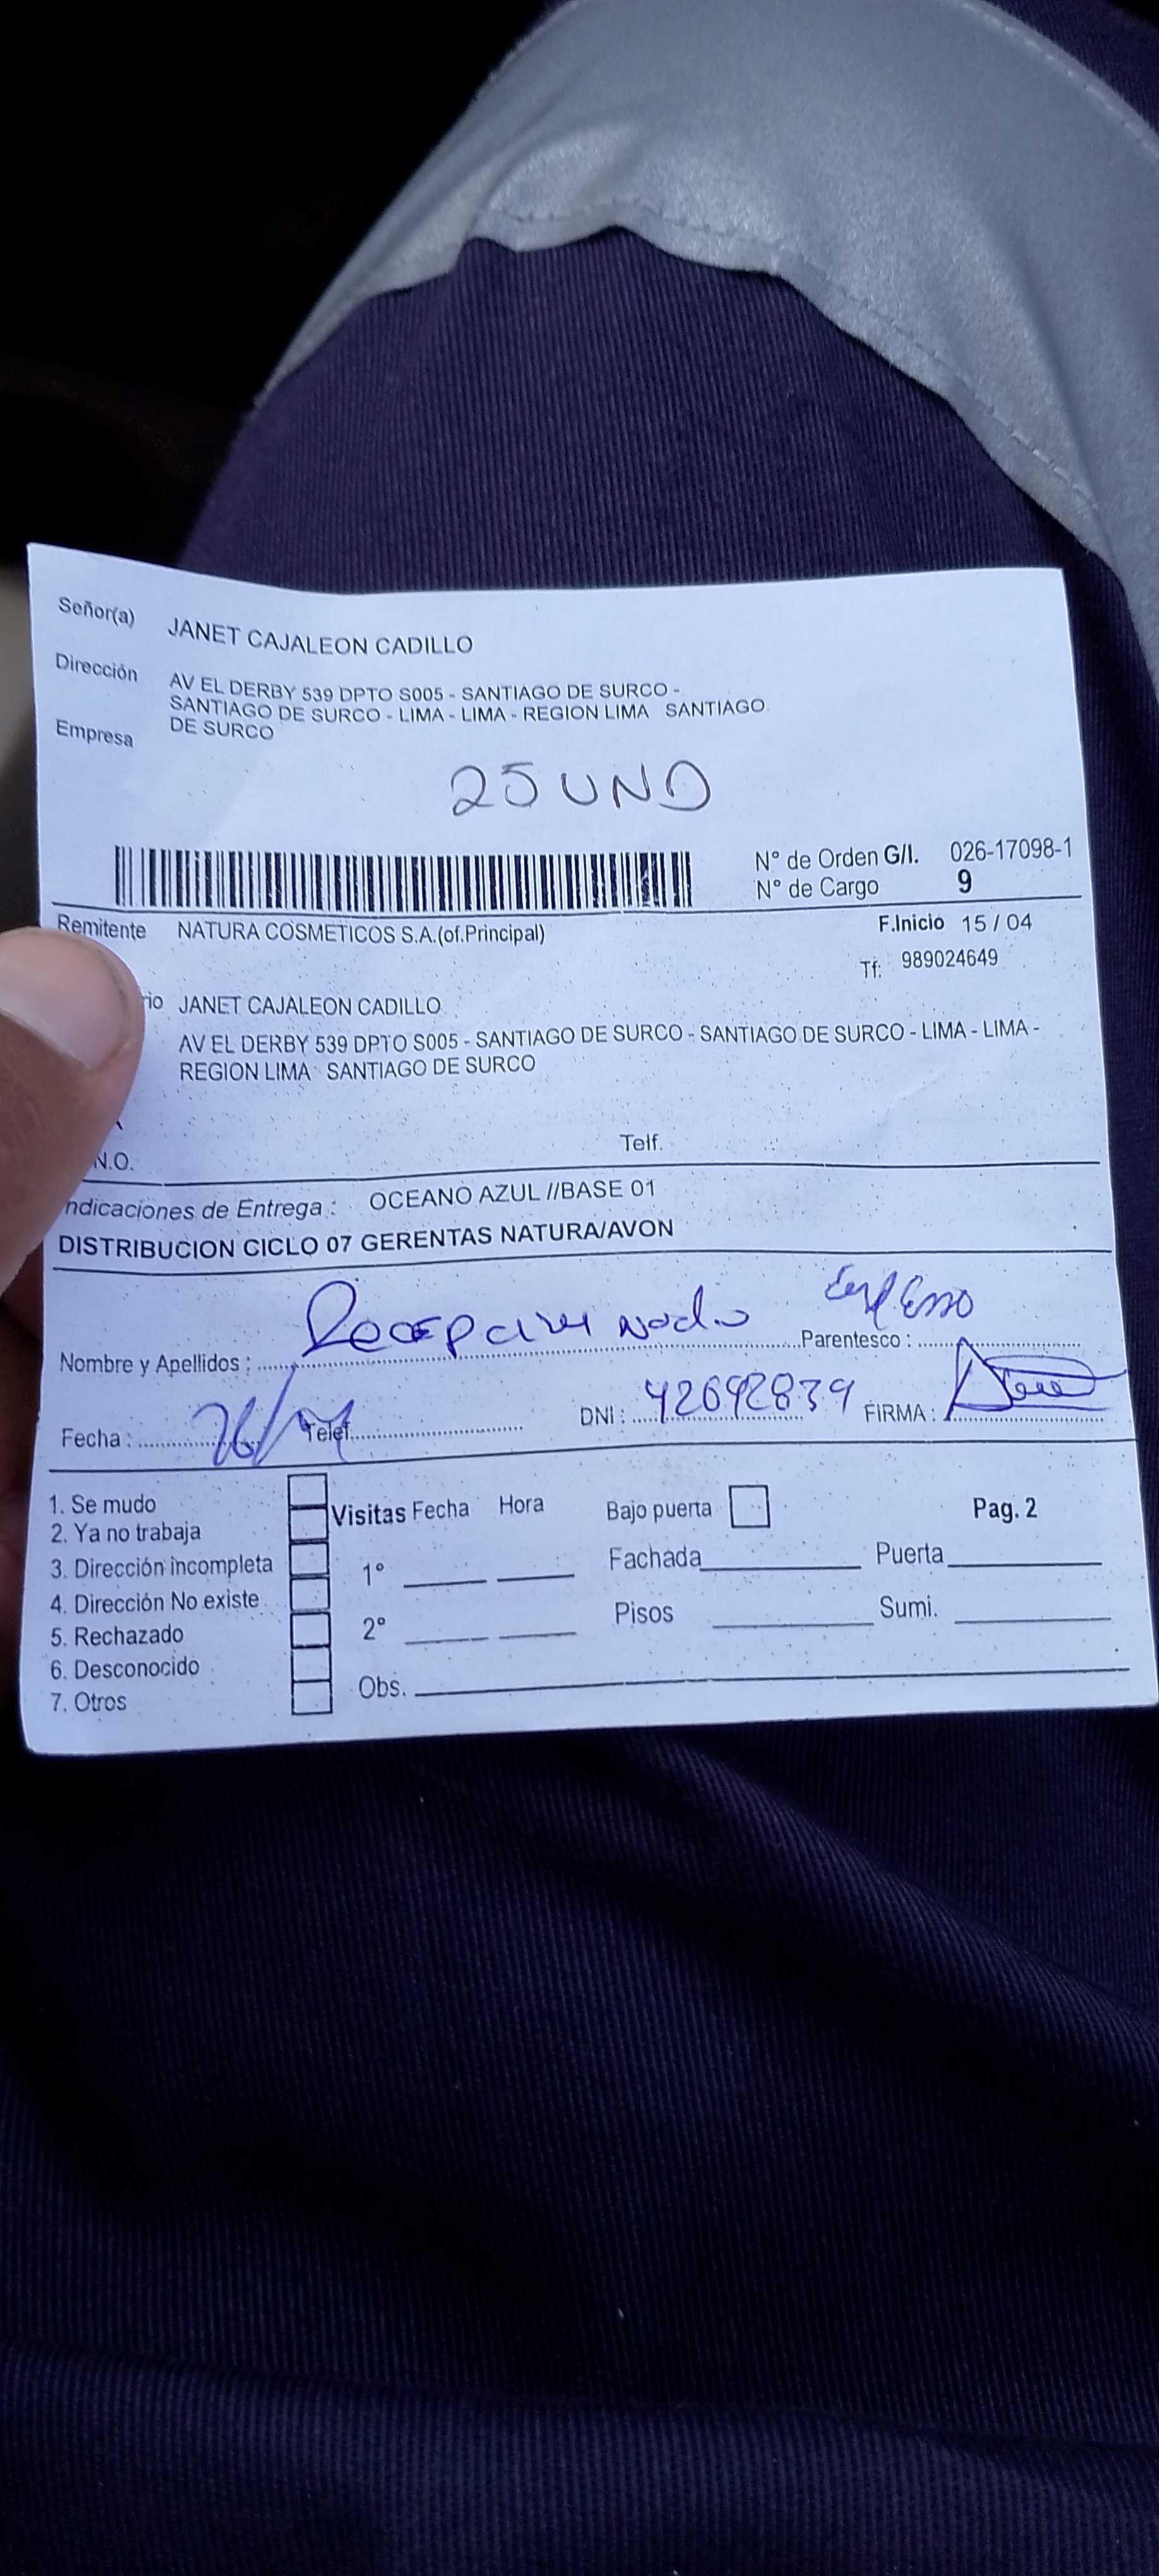 Señor(a) JANET CAJALEON CADILLO
Dirección AV EL DERBY 539 DPTO S005 - SANTIAGO DE SURCO -
SANTIAGO DE SURCO - LIMA - LIMA - REGION LIMA SANTIAGO
DE SURCO
Empresa
25 UND
N° de Orden G/I. 026-17098-1
N° de Cargo 9
Remitente NATURA COSMETICOS S.A.(of.Principal) F.Inicio 15 / 04
Tf: 989024649
rio JANET CAJALEON CADILLO
AV EL DERBY 539 DPTO S005 - SANTIAGO DE SURCO - SANTIAGO DE SURCO - LIMA - LIMA -
REGION LIMA SANTIAGO DE SURCO
N.O. Telf.
ndicaciones de Entrega : OCEANO AZUL //BASE 01
DISTRIBUCION CICLO 07 GERENTAS NATURA/AVON
Nombre y Apellidos : Parentesco :
Fecha : Telef. DNI : 42692839 FIRMA :
1. Se mudo
2. Ya no trabaja
3. Dirección incompleta
4. Dirección No existe
5. Rechazado
6. Desconocido
7. Otros
Visitas Fecha Hora
1°
2°
Obs.
Bajo puerta Pag. 2
Fachada Puerta
Pisos Sumi.